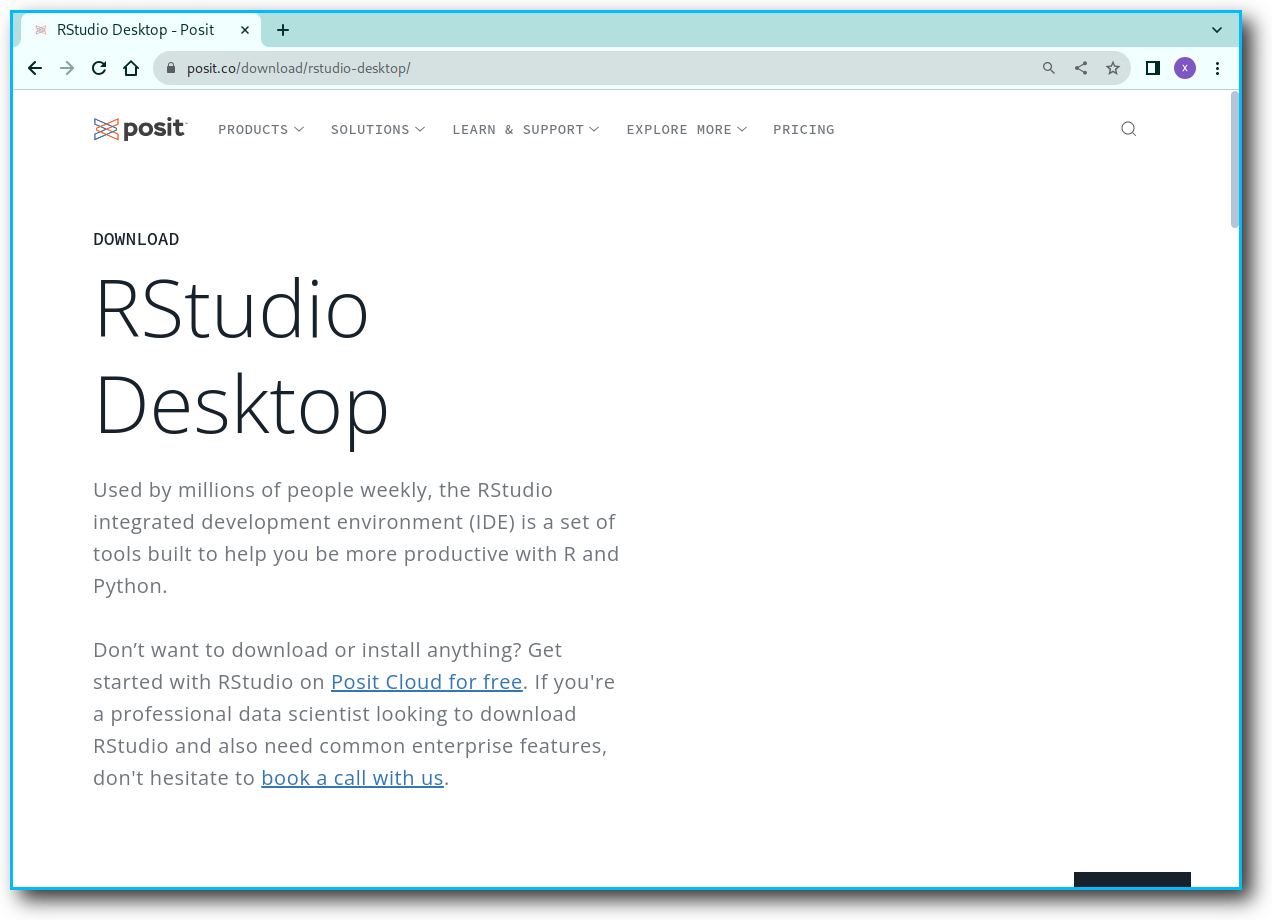 RStudio Desktop - Posit
posit.co/download/rstudio-desktop/
x
posit
PRODUCTS
SOLUTIONS
LEARN & SUPPORT
EXPLORE MORE
PRICING
DOWNLOAD
RStudio
Desktop
Used by millions of people weekly, the RStudio
integrated development environment (IDE) is a set of
tools built to help you be more productive with R and
Python.
Don’t want to download or install anything? Get
started with RStudio on Posit Cloud for free. If you're
a professional data scientist looking to download
RStudio and also need common enterprise features,
don't hesitate to book a call with us.